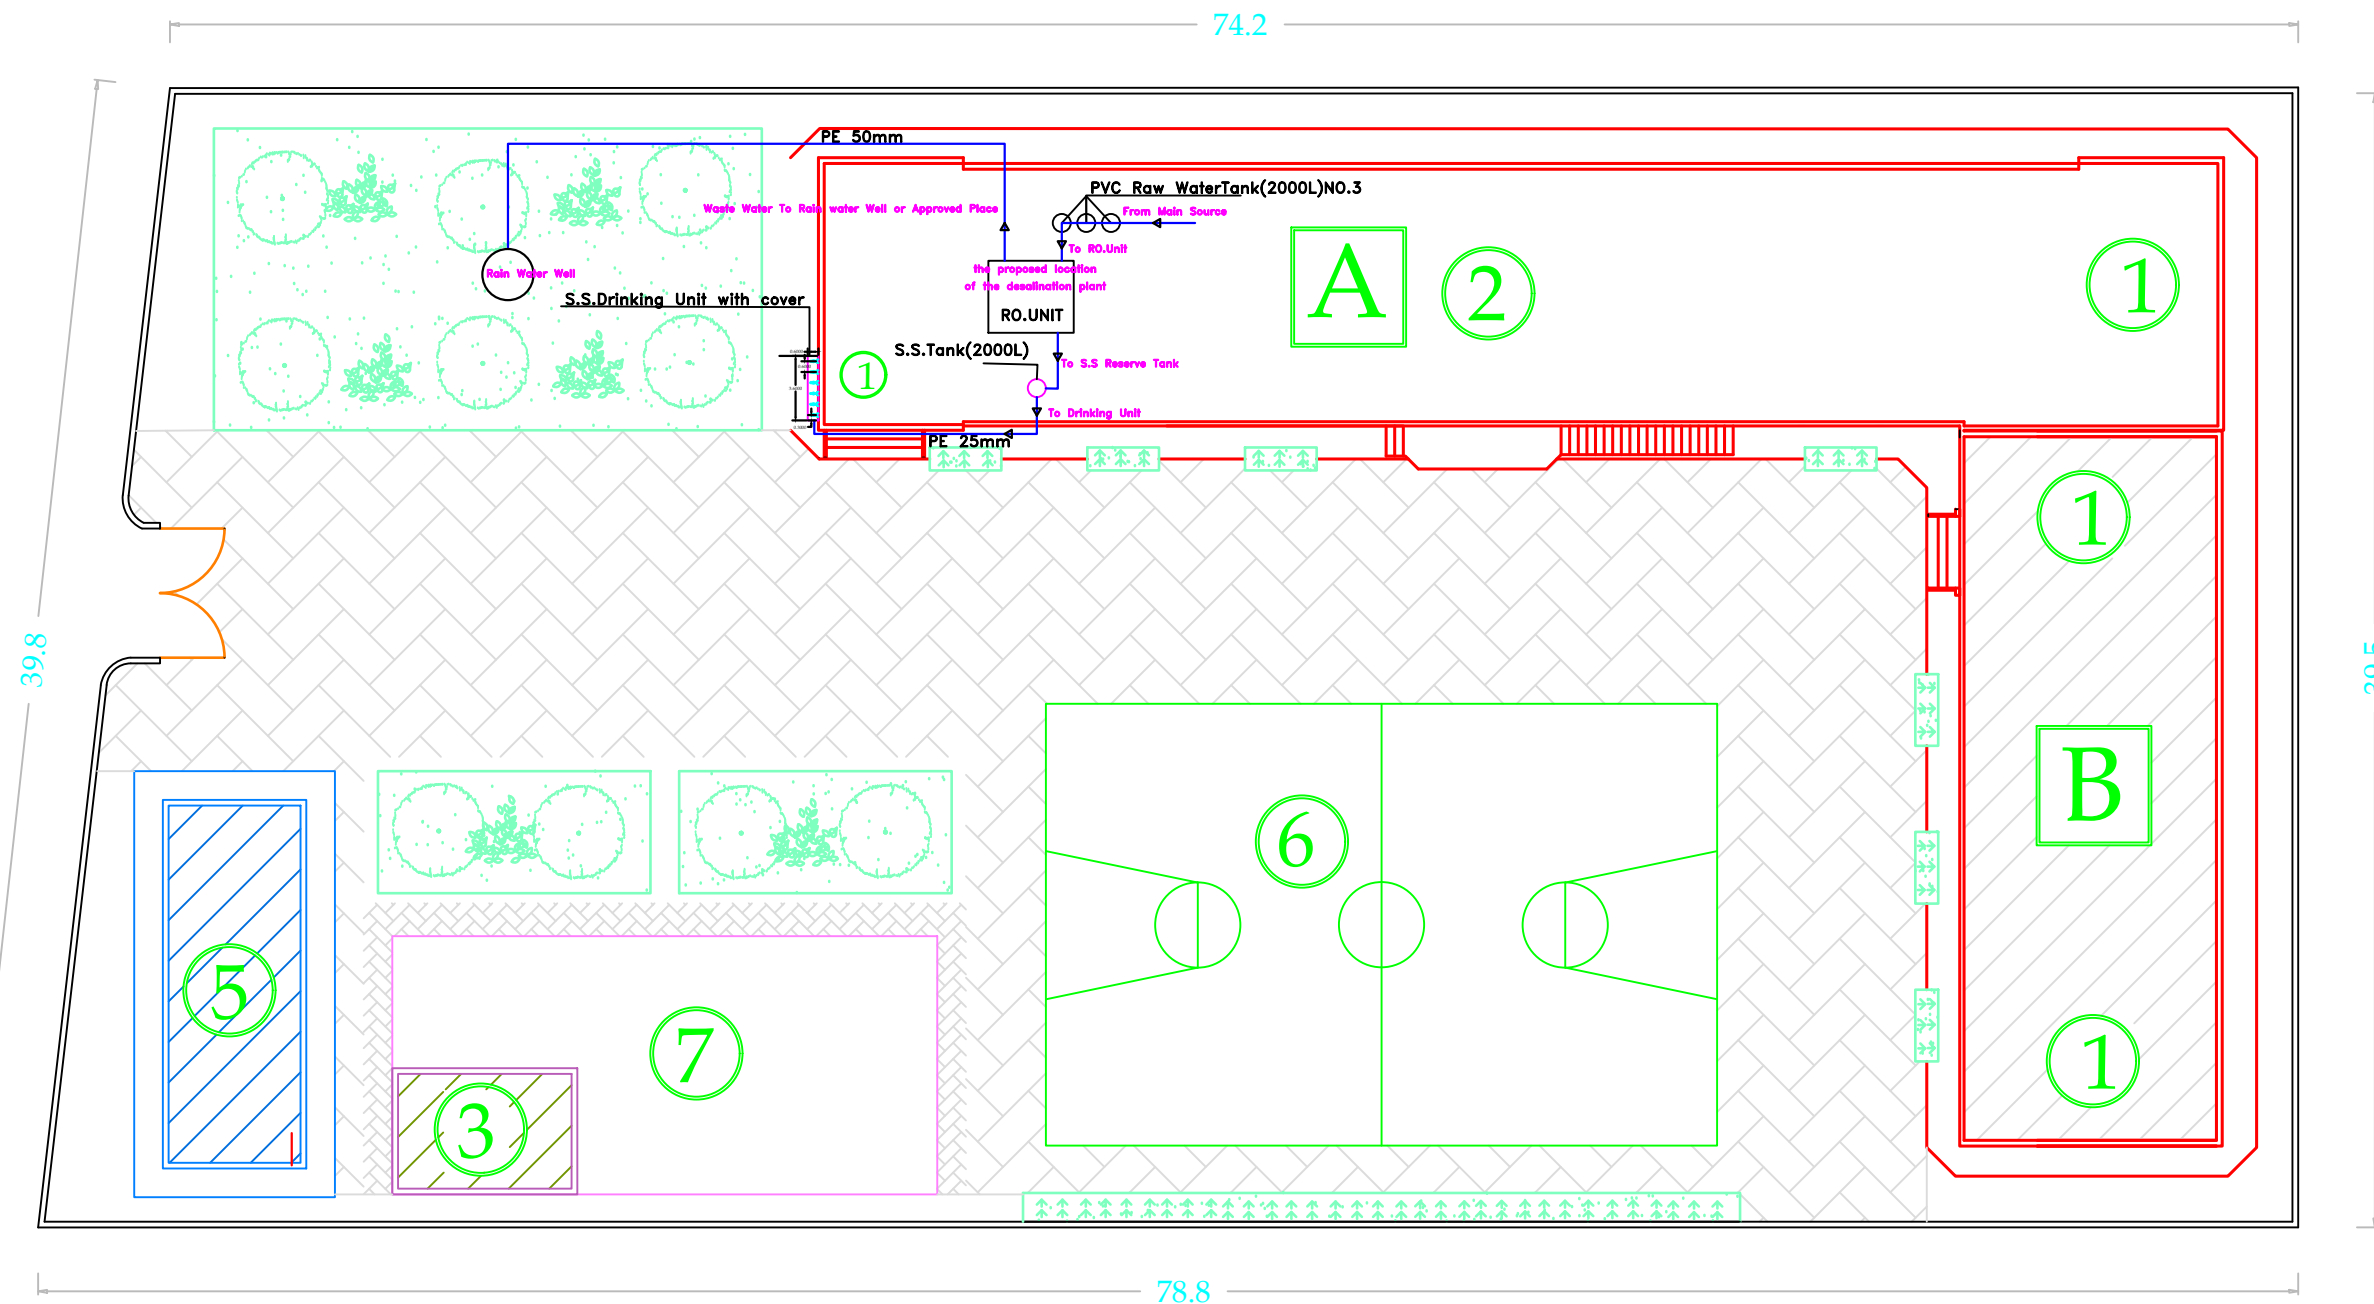 74.2
PE 50mm
PVC Raw WaterTank(2000L)NO.3
Waste Water To Rain water Well or Approved Place
From Main Source
To RO.Unit
the proposed location
of the desalination plant
Rain Water Well
A
2
1
S.S.Drinking Unit with cover
RO.UNIT
S.S.Tank(2000L)
To S.S Reserve Tank
1
To Drinking Unit
PE 25mm
1
39.8
B
6
5
7
3
1
78.8